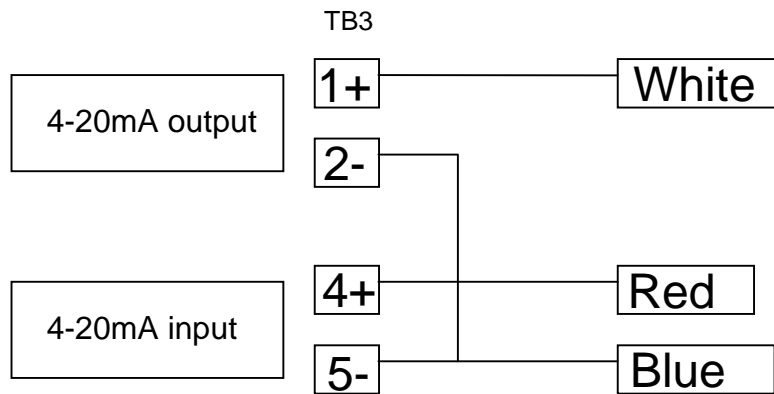 TB3
1+
White
4-20mA output
2-
4+
Red
4-20mA input
5-
Blue